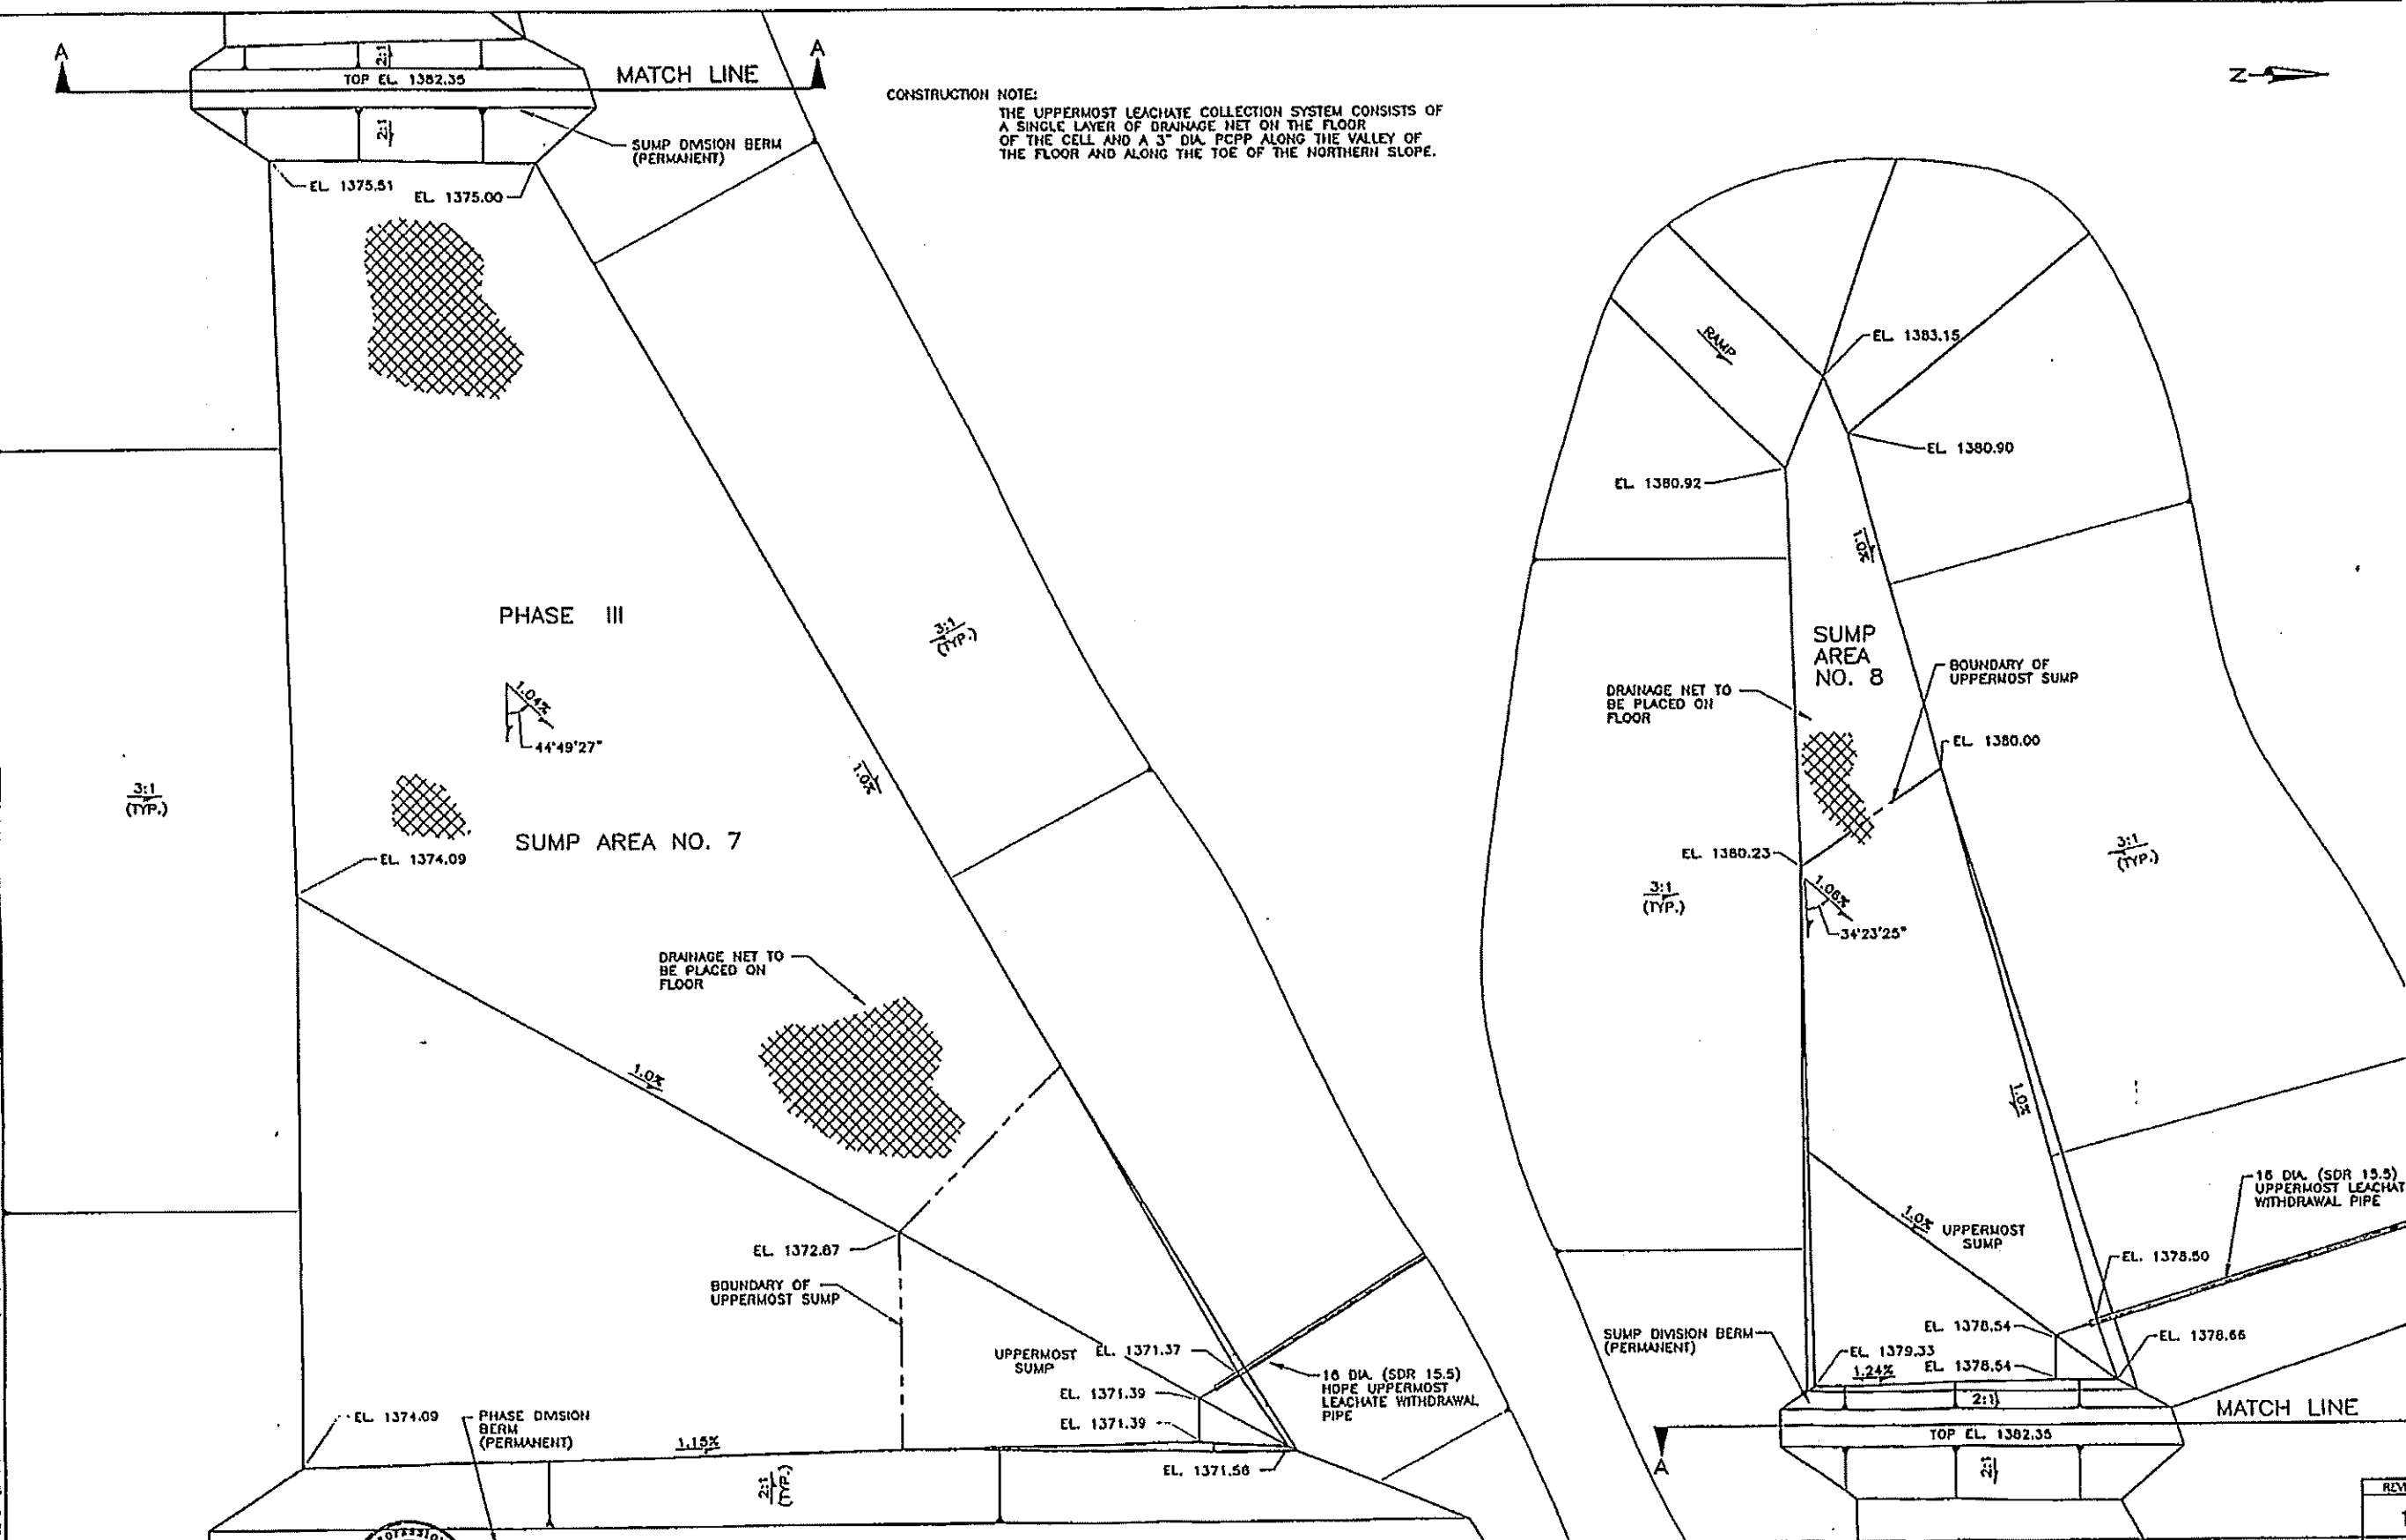 A
A
2:1
TOP EL. 1382.35
MATCH LINE
2:1
SUMP DIVISION BERM
(PERMANENT)
EL. 1375.51
EL. 1375.00
CONSTRUCTION NOTE:
THE UPPERMOST LEACHATE COLLECTION SYSTEM CONSISTS OF
A SINGLE LAYER OF DRAINAGE NET ON THE FLOOR
OF THE CELL AND A 3" DIA. PCPP ALONG THE VALLEY OF
THE FLOOR AND ALONG THE TOE OF THE NORTHERN SLOPE.
N
PHASE III
1.04%
44°49'27"
3:1
(TYP.)
3:1
(TYP.)
1.0%
SUMP AREA NO. 7
EL. 1374.09
DRAINAGE NET TO
BE PLACED ON
FLOOR
1.0%
EL. 1372.87
BOUNDARY OF
UPPERMOST SUMP
UPPERMOST
SUMP
EL. 1371.37
EL. 1371.39
EL. 1371.39
16 DIA. (SDR 15.5)
HDPE UPPERMOST
LEACHATE WITHDRAWAL
PIPE
EL. 1374.09
PHASE DIVISION
BERM
(PERMANENT)
1.15%
2:1
(TYP.)
EL. 1371.56
RAMP
EL. 1383.15
EL. 1380.90
EL. 1380.92
1.0%
SUMP
AREA
NO. 8
BOUNDARY OF
UPPERMOST SUMP
DRAINAGE NET TO
BE PLACED ON
FLOOR
EL. 1380.00
EL. 1380.23
3:1
(TYP.)
3:1
(TYP.)
1.06%
34°23'25"
1.0%
1.0%
UPPERMOST
SUMP
16 DIA. (SDR 15.5)
UPPERMOST LEACHAT
WITHDRAWAL PIPE
EL. 1378.50
SUMP DIVISION BERM
(PERMANENT)
EL. 1378.54
EL. 1378.66
EL. 1379.33
1.24%
EL. 1378.54
2:1
MATCH LINE
TOP EL. 1382.35
A
2:1
REV